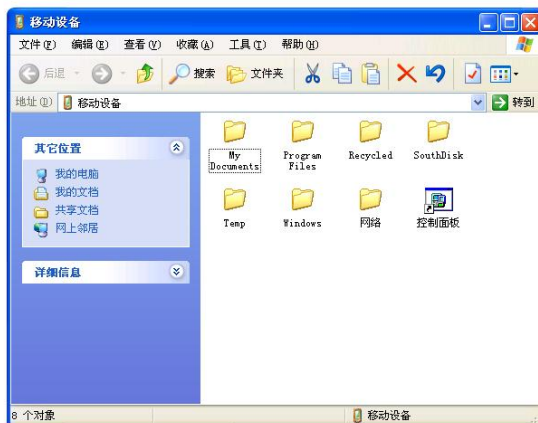 移动设备
文件(F) 编辑(E) 查看(V) 收藏(A) 工具(T) 帮助(H)
后退 搜索 文件夹
地址(D) 移动设备 转到
其它位置
我的电脑
我的文档
共享文档
网上邻居
详细信息
My Documents
Program Files
Recycled
SouthDisk
Temp
Windows
网络
控制面板
8 个对象 移动设备